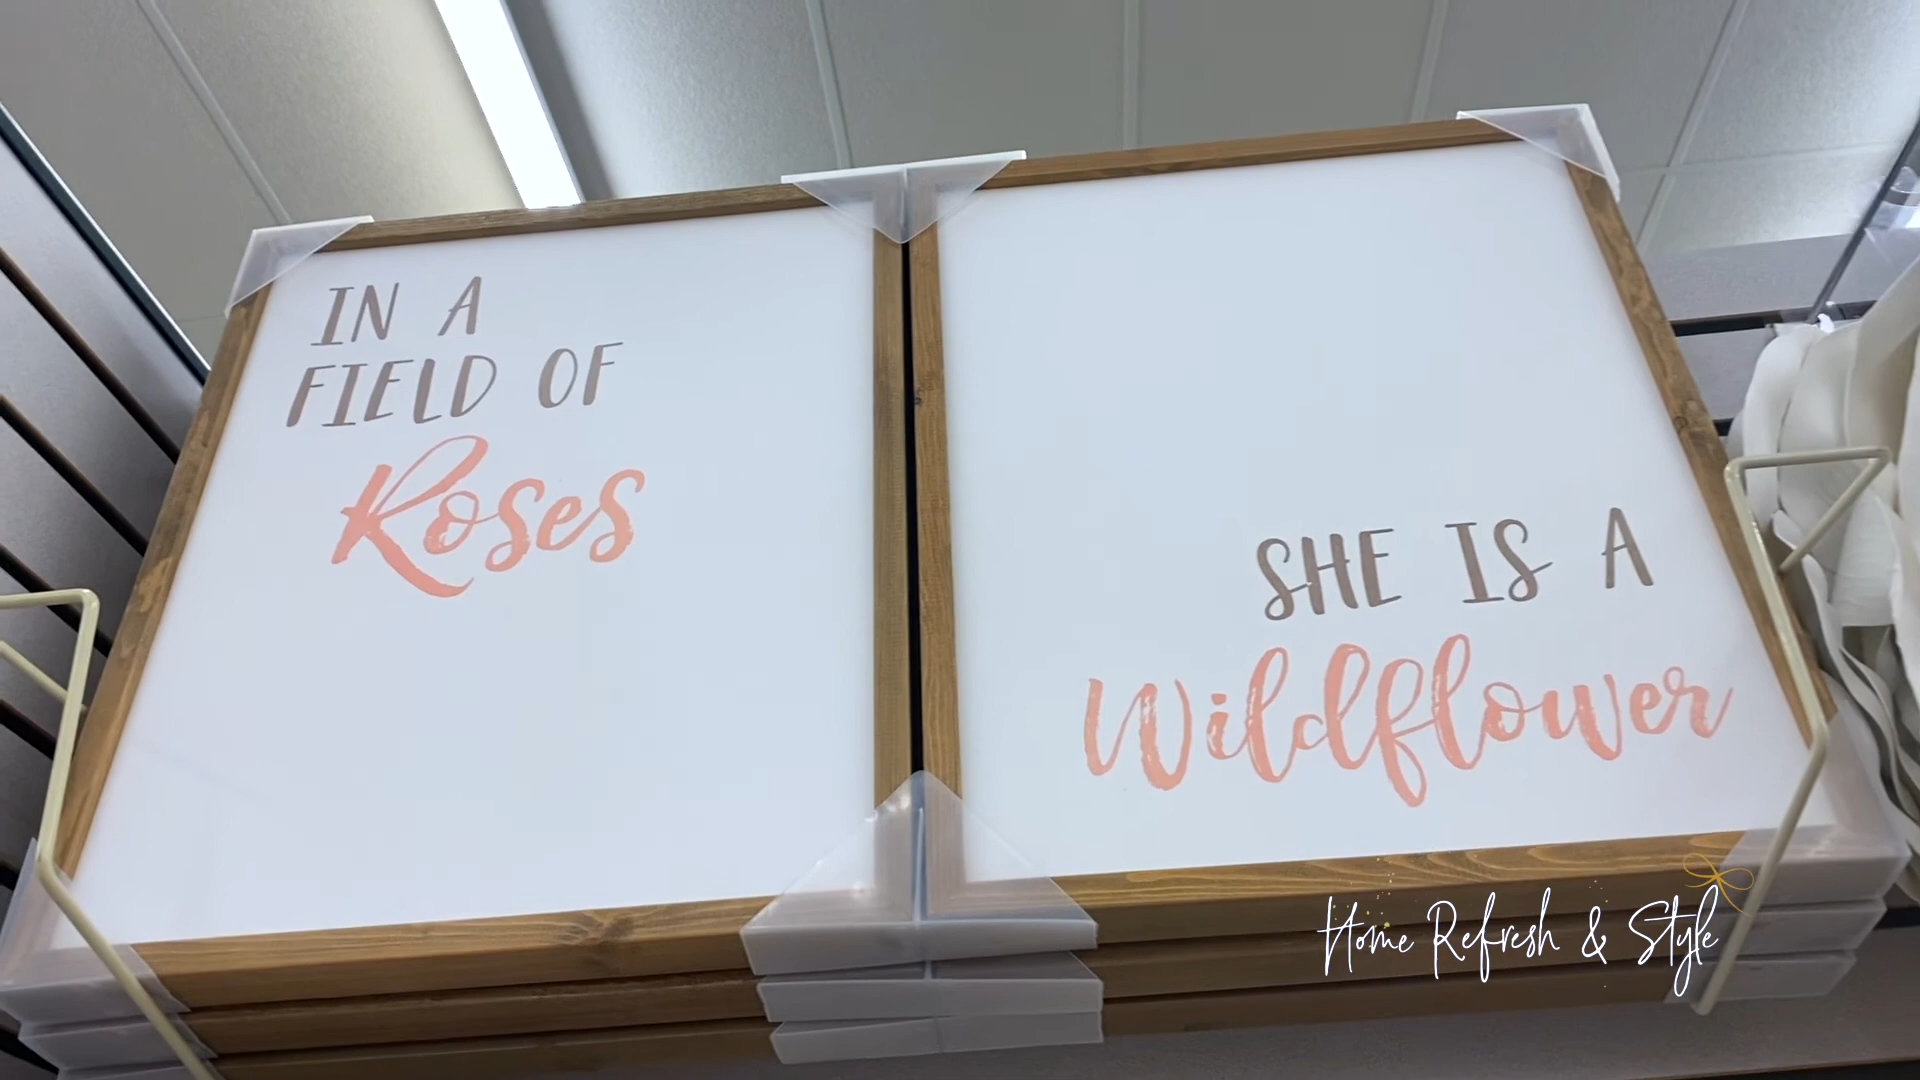 IN A
FIELD OF
Roses
SHE IS A
Wildflower
Home Refresh & Style